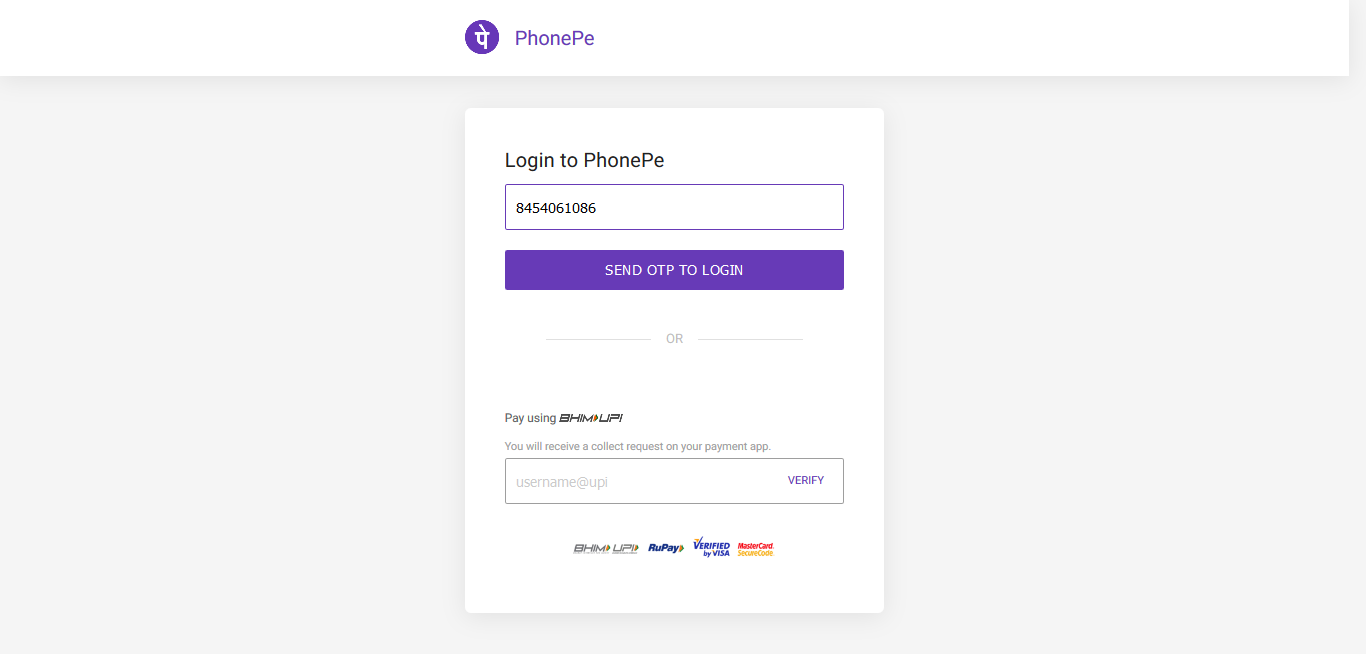 पे PhonePe
Login to PhonePe
8454061086
SEND OTP TO LOGIN
OR
Pay using BHIM UPI
You will receive a collect request on your payment app.
username@upi VERIFY
BHIM UPI RuPay VERIFIED by VISA MasterCard. SecureCode.